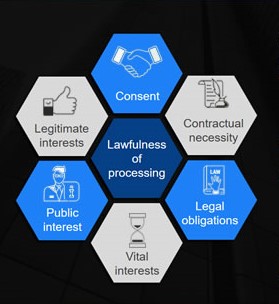 Consent
Legitimate
interests
Contractual
necessity
Lawfulness
of
processing
Public
interest
LAW
Legal
obligations
Vital
interests